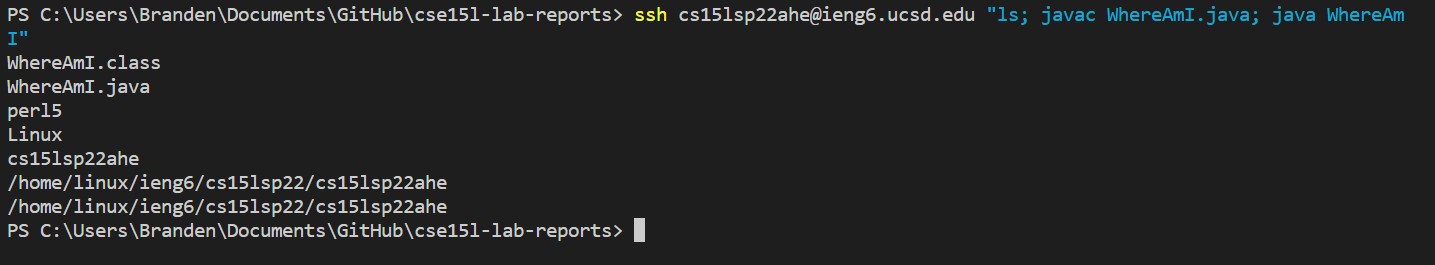 PS C:\Users\Branden\Documents\GitHub\cse15l-lab-reports> ssh cs15lsp22ahe@ieng6.ucsd.edu "ls; javac WhereAmI.java; java WhereAm
I"
WhereAmI.class
WhereAmI.java
perl5
Linux
cs15lsp22ahe
/home/linux/ieng6/cs15lsp22/cs15lsp22ahe
/home/linux/ieng6/cs15lsp22/cs15lsp22ahe
PS C:\Users\Branden\Documents\GitHub\cse15l-lab-reports>